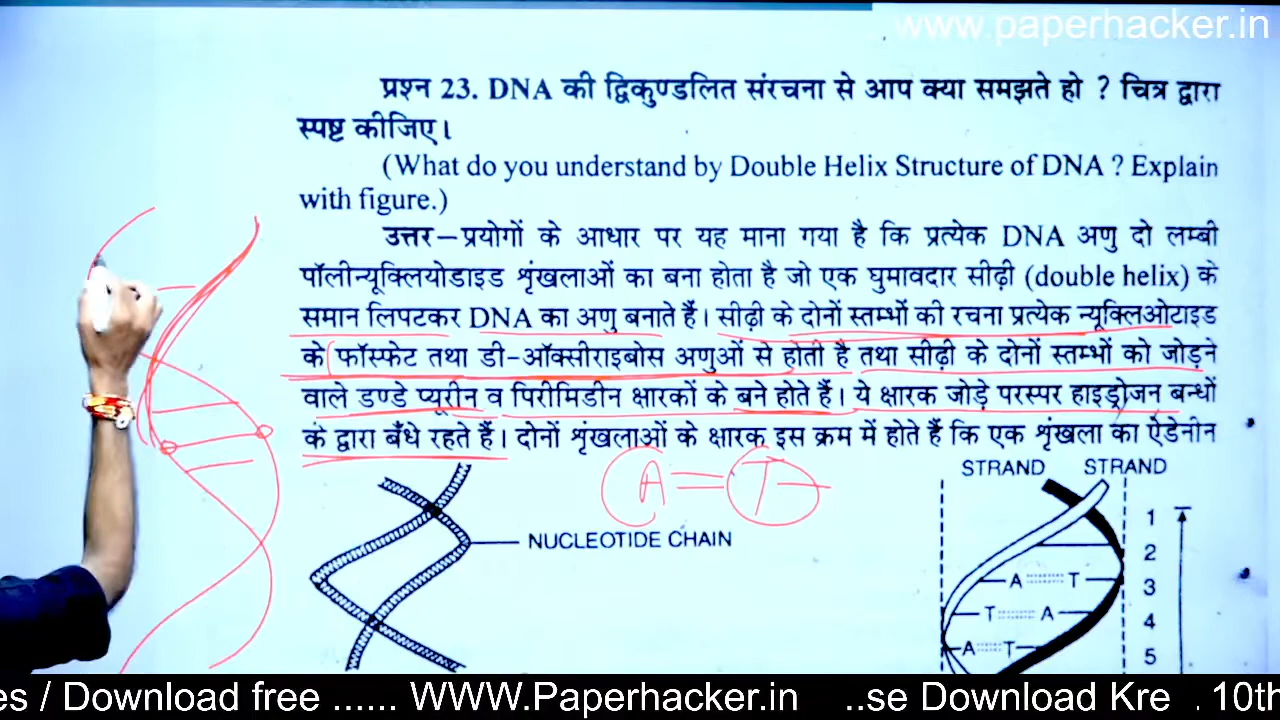 www.paperhacker.in
प्रश्न 23. DNA की द्विकुण्डलित संरचना से आप क्या समझते हो ? चित्र द्वारा
स्पष्ट कीजिए।
(What do you understand by Double Helix Structure of DNA ? Explain
with figure.)
उत्तर–प्रयोगों के आधार पर यह माना गया है कि प्रत्येक DNA अणु दो लम्बी
पॉलीन्यूक्लियोडाइड शृंखलाओं का बना होता है जो एक घुमावदार सीढ़ी (double helix) के
समान लिपटकर DNA का अणु बनाते हैं। सीढ़ी के दोनों स्तम्भों की रचना प्रत्येक न्यूक्लिओटाइड
के फॉस्फेट तथा डी-ऑक्सीराइबोस अणुओं से होती है तथा सीढ़ी के दोनों स्तम्भों को जोड़ने
वाले डण्डे प्यूरीन व पिरीमिडीन क्षारकों के बने होते हैं। ये क्षारक जोड़े परस्पर हाइड्रोजन बन्धों
के द्वारा बँधे रहते हैं। दोनों शृंखलाओं के क्षारक इस क्रम में होते हैं कि एक शृंखला का ऐडेनीन
A = T
STRAND STRAND
NUCLEOTIDE CHAIN
1
2
A T 3
T A 4
A T 5
es / Download free ...... WWW.Paperhacker.in ..se Download Kre . 10th